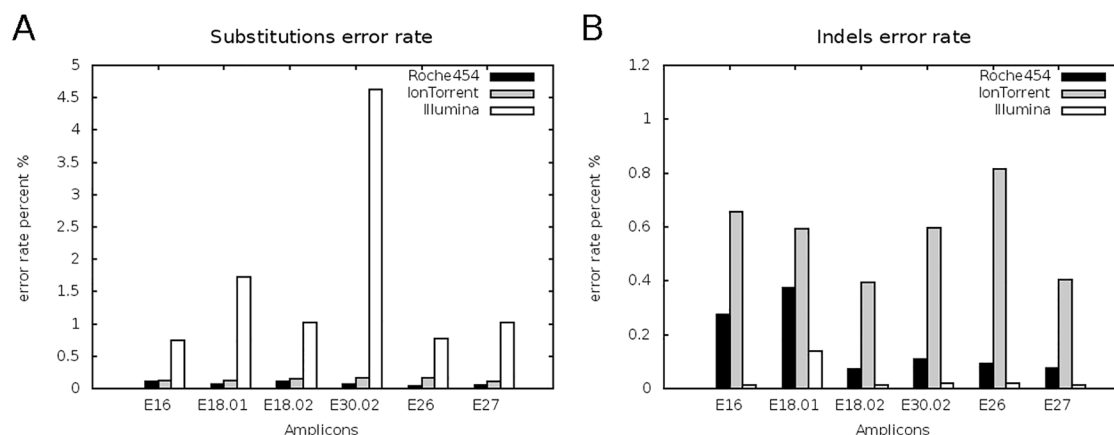 A
Substitutions error rate
5
4.5
4
3.5
3
2.5
2
1.5
1
0.5
0
error rate percent %
Roche454
IonTorrent
Illumina
E16 E18.01 E18.02 E30.02 E26 E27
Amplicons
B
Indels error rate
1.2
1
0.8
0.6
0.4
0.2
0
error rate percent %
Roche454
IonTorrent
Illumina
E16 E18.01 E18.02 E30.02 E26 E27
Amplicons